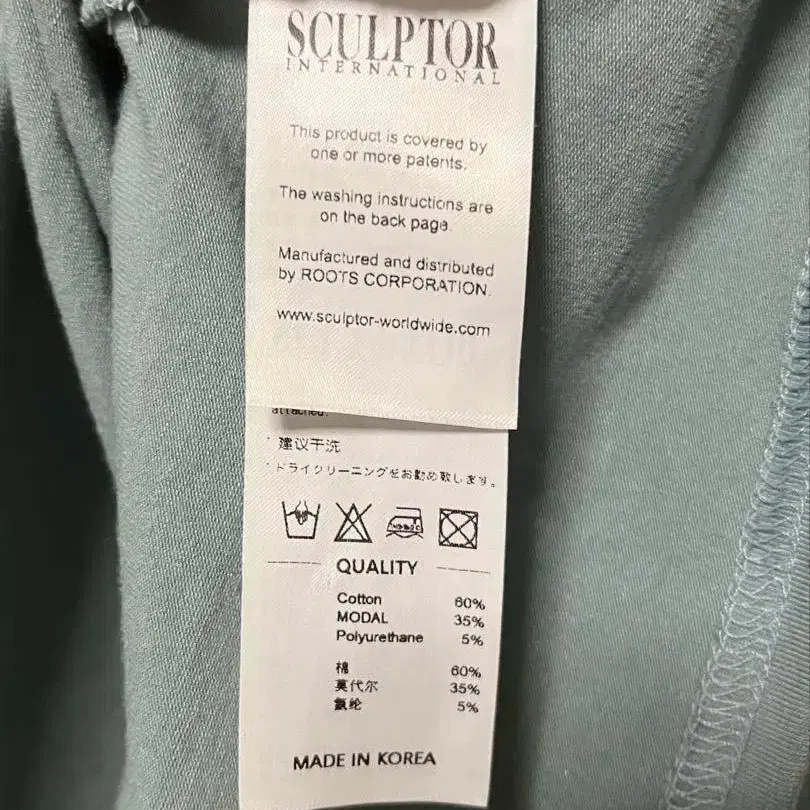 SCULPTOR
INTERNATIONAL
This product is covered by
one or more patents.
The washing instructions are
on the back page.
Manufactured and distributed
by ROOTS CORPORATION.
www.sculptor-worldwide.com
attached.
· 建议干洗
· ドライクリーニングをお勧め致します。
QUALITY
Cotton 60%
MODAL 35%
Polyurethane 5%
棉 60%
莫代尔 35%
氨纶 5%
MADE IN KOREA